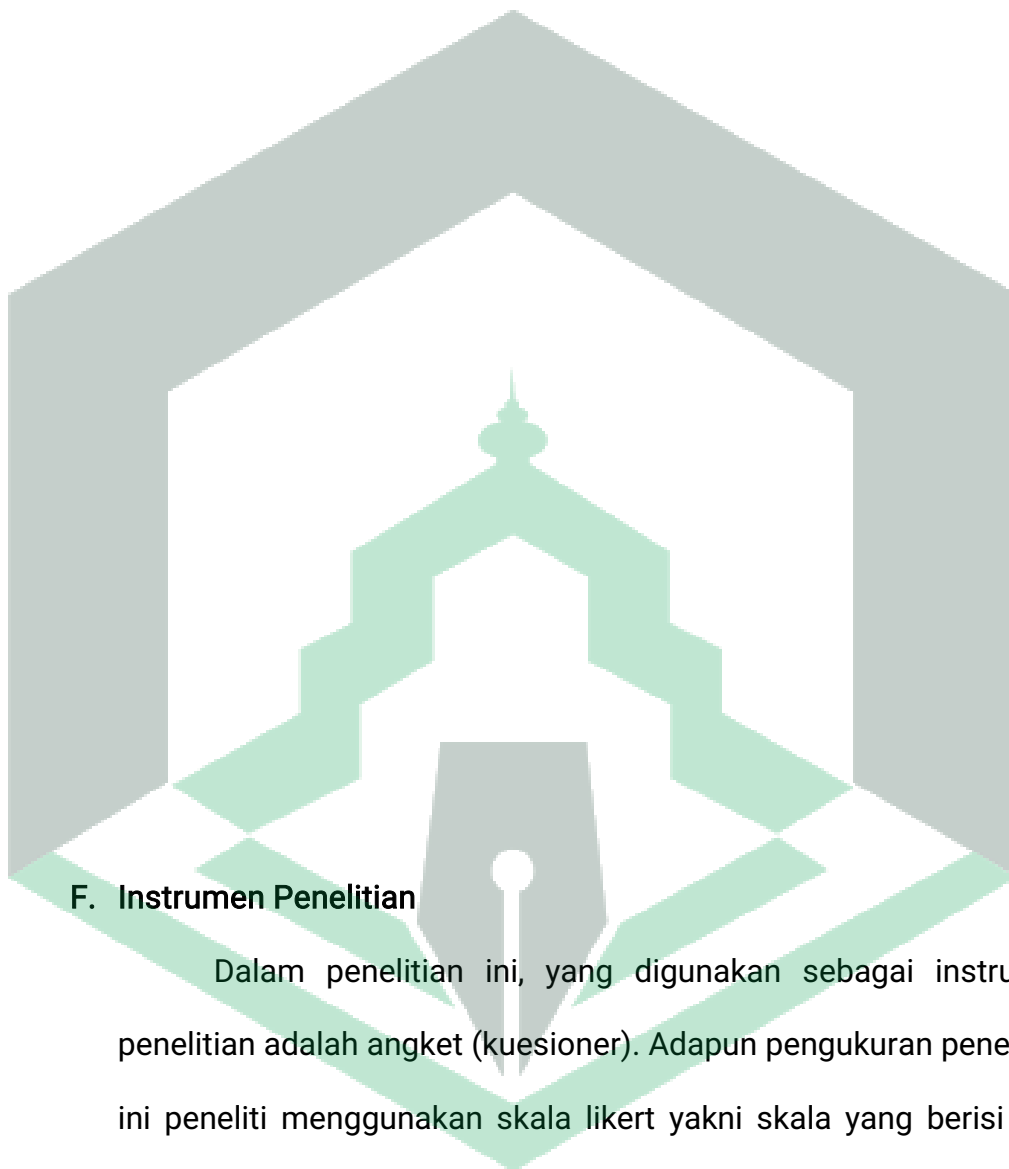 F. Instrumen Penelitian
Dalam penelitian ini, yang digunakan sebagai
penelitian adalah angket (kuesioner). Adapun pengukuran
ini peneliti menggunakan skala likert yakni skala yang berisi